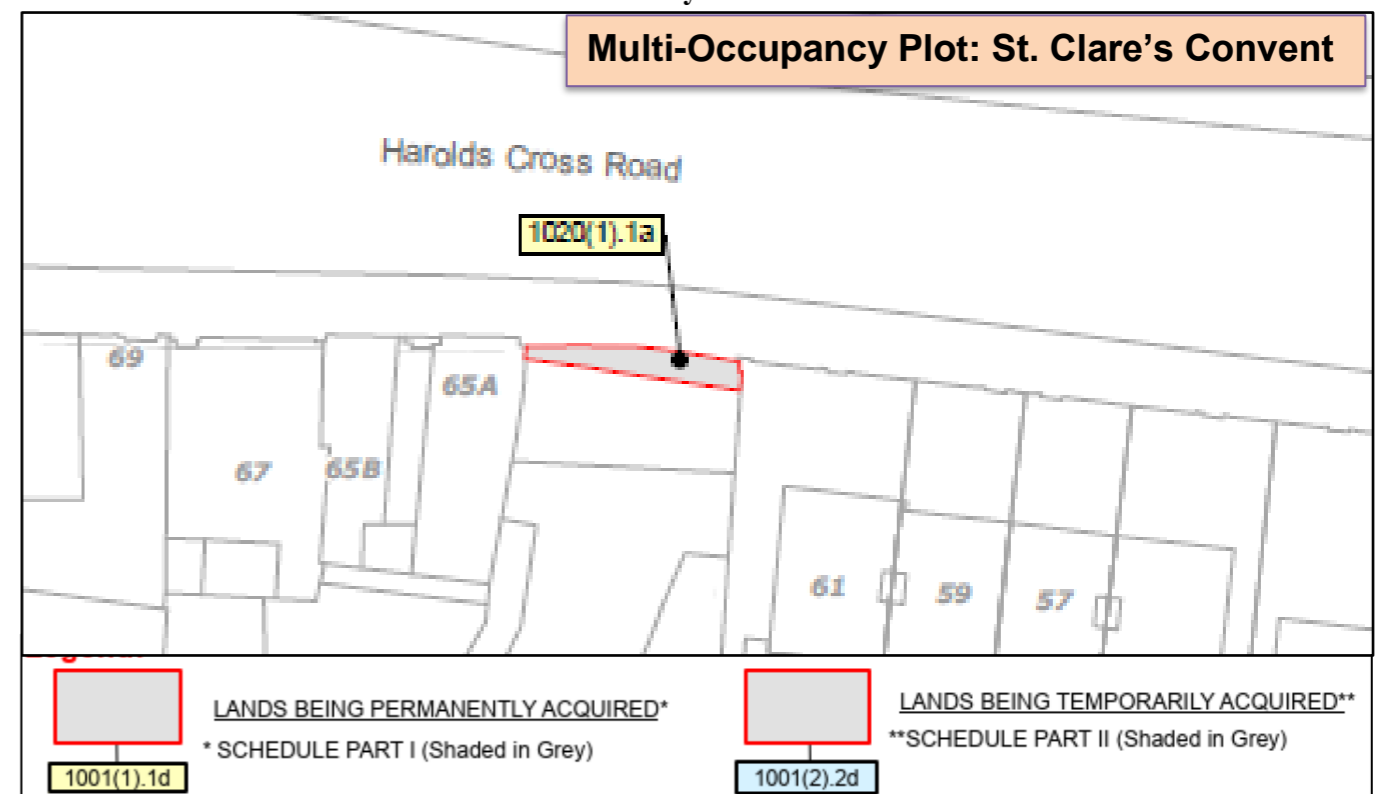 Multi-Occupancy Plot: St. Clare's Convent
Harolds Cross Road
1020(1).1a
69
65A
67
65B
61
59
57
LANDS BEING PERMANENTLY ACQUIRED*
* SCHEDULE PART I (Shaded in Grey)
1001(1).1d
LANDS BEING TEMPORARILY ACQUIRED**
**SCHEDULE PART II (Shaded in Grey)
1001(2).2d